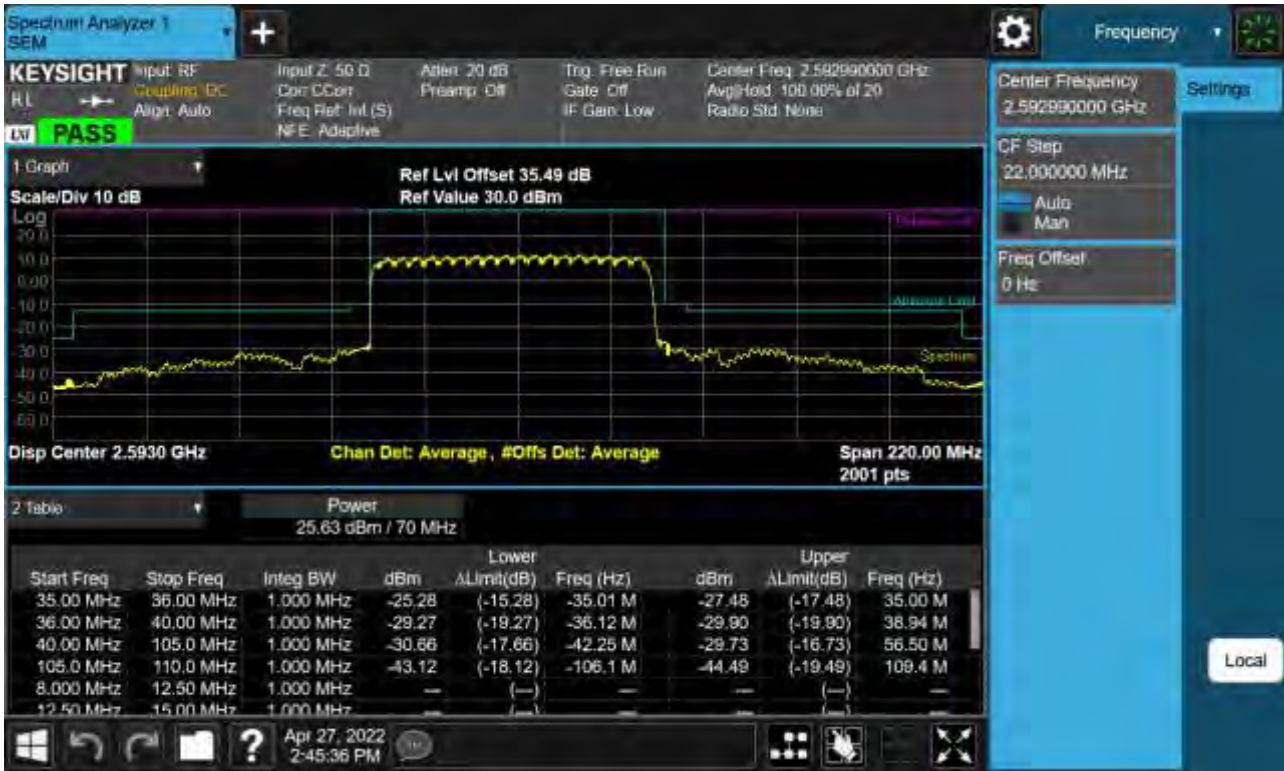 Spectrum Analyzer 1
SEM
+
Frequency
KEYSIGHT
Input: RF
Coupling: DC
Align: Auto
Input Z: 50 Ω
Corr CCorr
Freq Ref: Int (S)
NFE: Adaptive
Atten: 20 dB
Preamp: Off
Trig: Free Run
Gate: Off
IF Gain: Low
Center Freq: 2.592990000 GHz
Avg|Hold: 100.00% of 20
Radio Std: None
RL
LXI
PASS
Center Frequency
2.592990000 GHz
Settings
CF Step
22.000000 MHz
Auto
Man
Freq Offset
0 Hz
1 Graph
Scale/Div 10 dB
Ref Lvl Offset 35.49 dB
Ref Value 30.0 dBm
Log
20.0
10.0
0.00
-10.0
-20.0
-30.0
-40.0
-50.0
-60.0
Absolute Limit
Spectrum
Disp Center 2.5930 GHz
Chan Det: Average, #Offs Det: Average
Span 220.00 MHz
2001 pts
2 Table
Power
25.63 dBm / 70 MHz
Lower Upper
Start Freq Stop Freq Integ BW dBm ΔLimit(dB) Freq (Hz) dBm ΔLimit(dB) Freq (Hz)
35.00 MHz 36.00 MHz 1.000 MHz -25.28 (-15.28) -35.01 M -27.48 (-17.48) 35.00 M
36.00 MHz 40.00 MHz 1.000 MHz -29.27 (-19.27) -36.12 M -29.90 (-19.90) 38.94 M
40.00 MHz 105.0 MHz 1.000 MHz -30.66 (-17.66) -42.25 M -29.73 (-16.73) 56.50 M
105.0 MHz 110.0 MHz 1.000 MHz -43.12 (-18.12) -106.1 M -44.49 (-19.49) 109.4 M
8.000 MHz 12.50 MHz 1.000 MHz — (—) — — (—) —
12.50 MHz 15.00 MHz 1.000 MHz — (—) — — (—) —
Local
?
Apr 27, 2022
2:45:36 PM